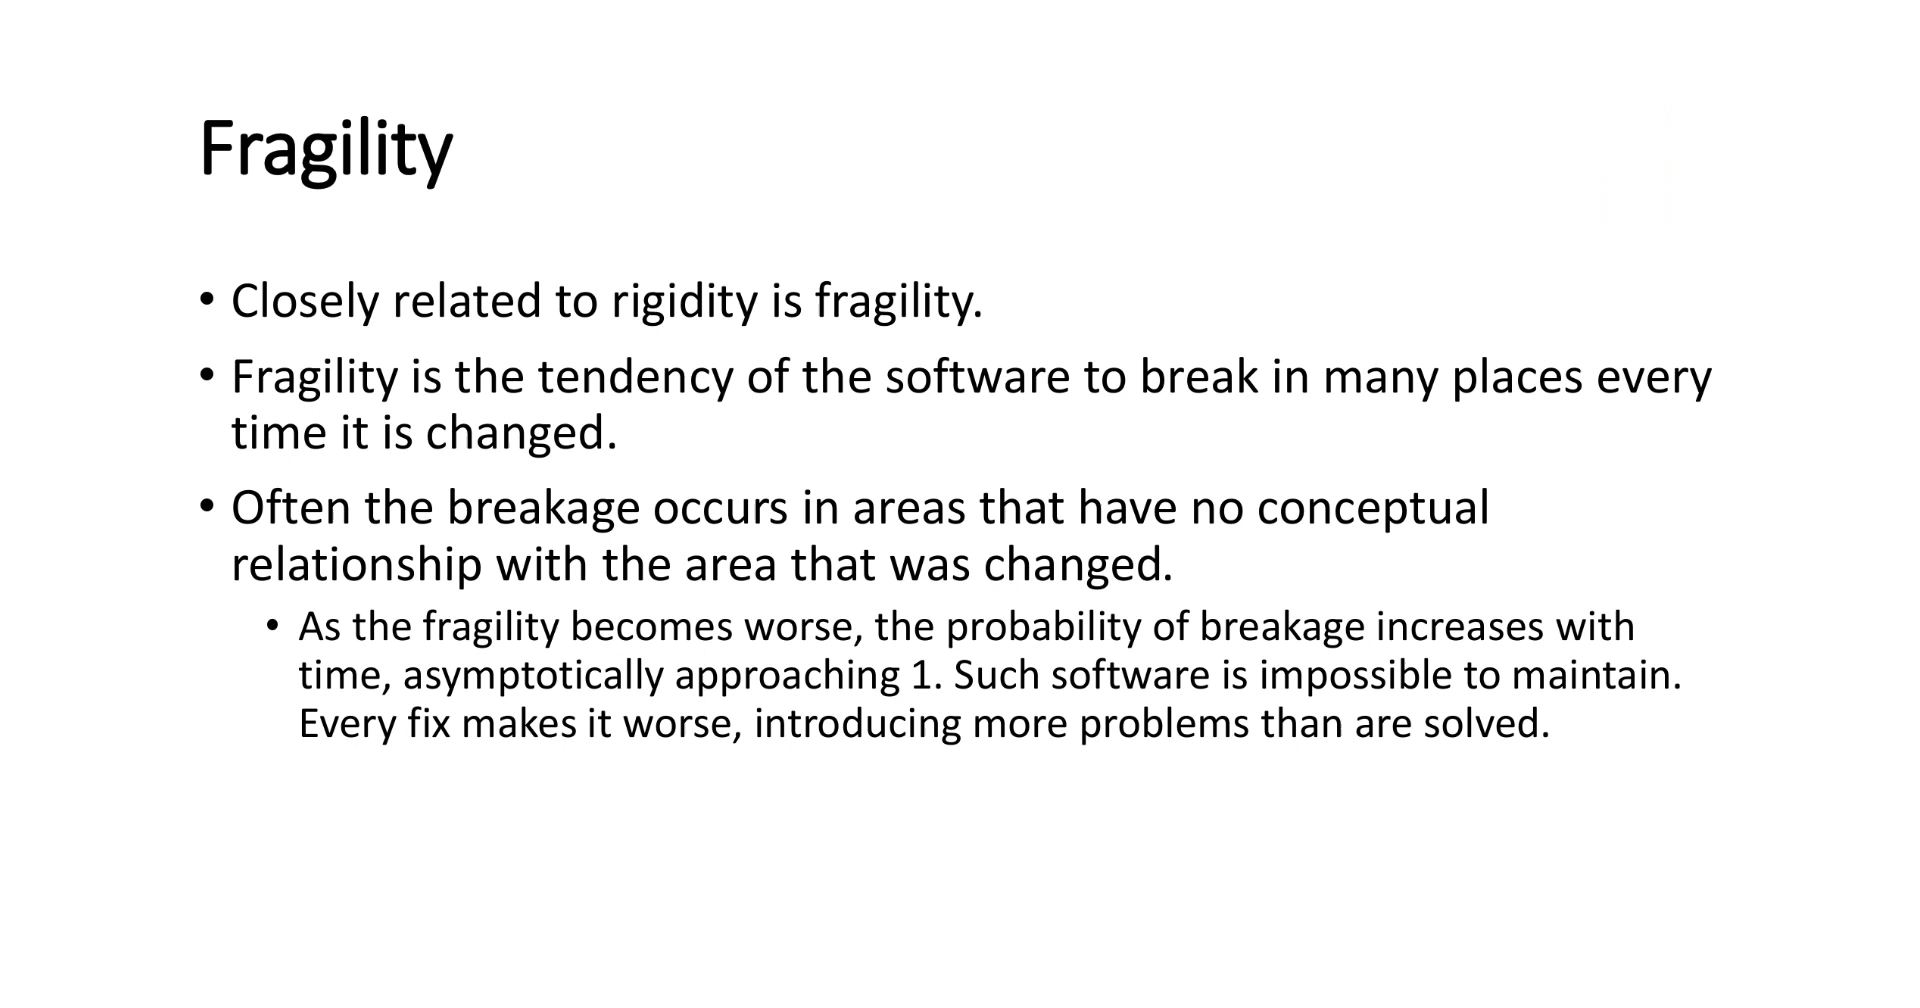 Fragility
• Closely related to rigidity is fragility.
• Fragility is the tendency of the software to break in many places every
time it is changed.
• Often the breakage occurs in areas that have no conceptual
relationship with the area that was changed.
• As the fragility becomes worse, the probability of breakage increases with
time, asymptotically approaching 1. Such software is impossible to maintain.
Every fix makes it worse, introducing more problems than are solved.